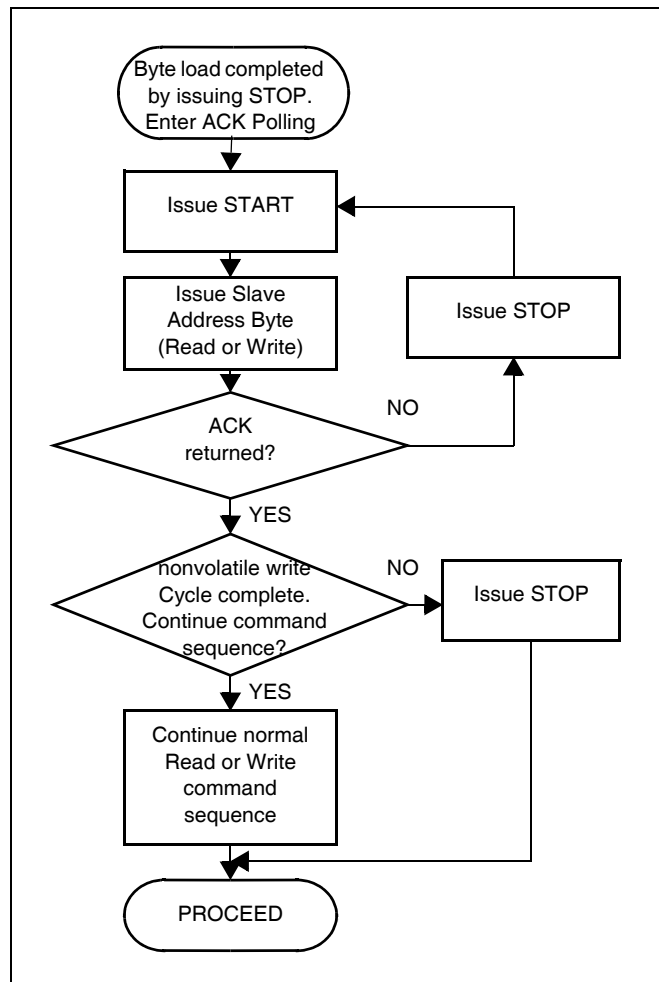 Byte load completed
by issuing STOP.
Enter ACK Polling
Issue START
Issue Slave
Address Byte
(Read or Write)
Issue STOP
NO
ACK
returned?
YES
nonvolatile write
Cycle complete.
Continue command
sequence?
NO
Issue STOP
YES
Continue normal
Read or Write
command
sequence
PROCEED